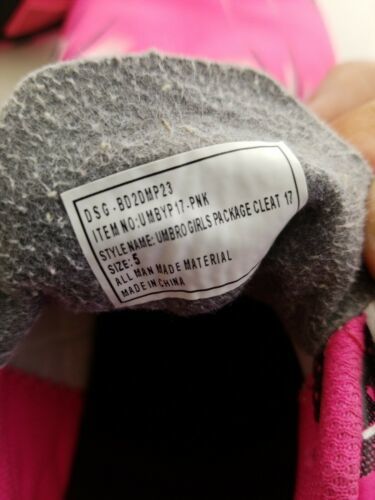 DSG-BD2DMP23
ITEM NO:UMBYP17-PNK
STYLE NAME: UMBRO GIRLS PACKAGE CLEAT 17
SIZE:5
ALL MAN MADE MATERIAL
MADE IN CHINA